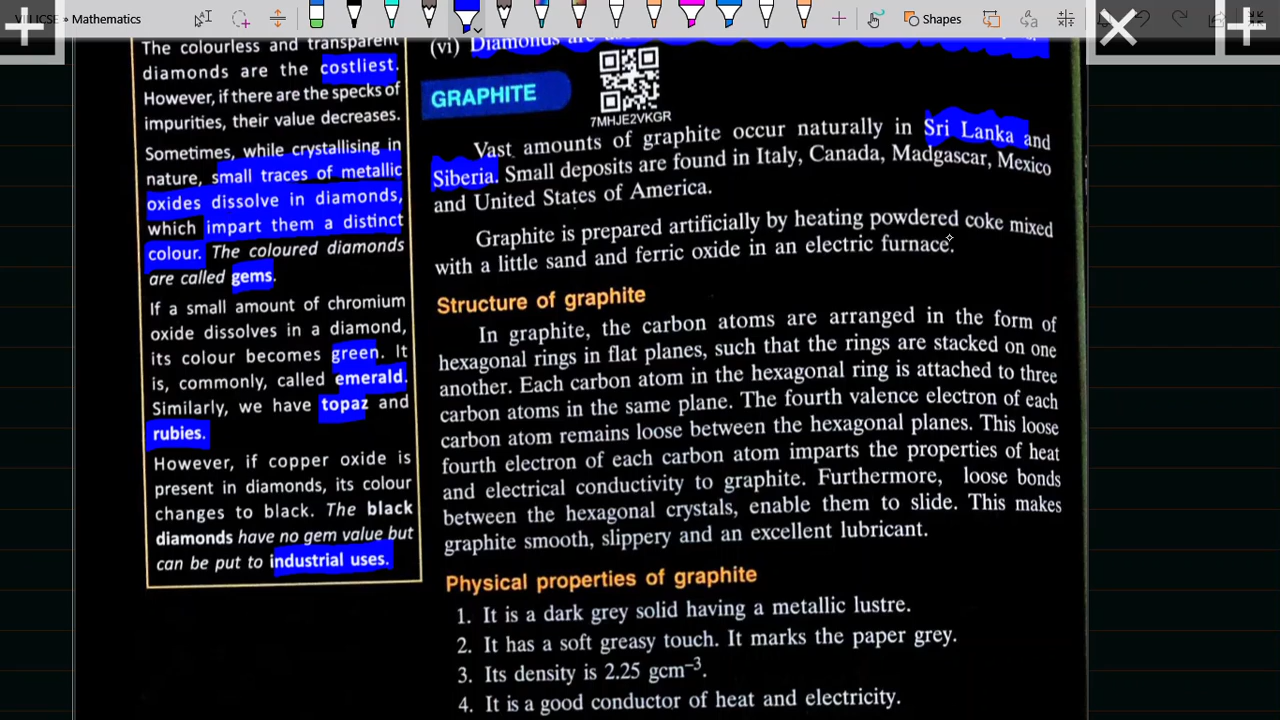 VII ICSE » Mathematics
Shapes
The colourless and transparent
diamonds are the costliest.
However, if there are the specks of
impurities, their value decreases.
Sometimes, while crystallising in
nature, small traces of metallic
oxides dissolve in diamonds,
which impart them a distinct
colour. The coloured diamonds
are called gems.
If a small amount of chromium
oxide dissolves in a diamond,
its colour becomes green. It
is, commonly, called emerald.
Similarly, we have topaz and
rubies.
However, if copper oxide is
present in diamonds, its colour
changes to black. The black
diamonds have no gem value but
can be put to industrial uses.
(vi) Diamonds are
GRAPHITE
7MHJE2VKGR
Vast amounts of graphite occur naturally in Sri Lanka and
Siberia. Small deposits are found in Italy, Canada, Madgascar, Mexico
and United States of America.
Graphite is prepared artificially by heating powdered coke mixed
with a little sand and ferric oxide in an electric furnace.
Structure of graphite
In graphite, the carbon atoms are arranged in the form of
hexagonal rings in flat planes, such that the rings are stacked on one
another. Each carbon atom in the hexagonal ring is attached to three
carbon atoms in the same plane. The fourth valence electron of each
carbon atom remains loose between the hexagonal planes. This loose
fourth electron of each carbon atom imparts the properties of heat
and electrical conductivity to graphite. Furthermore, loose bonds
between the hexagonal crystals, enable them to slide. This makes
graphite smooth, slippery and an excellent lubricant.
Physical properties of graphite
1. It is a dark grey solid having a metallic lustre.
2. It has a soft greasy touch. It marks the paper grey.
3. Its density is 2.25 gcm⁻³.
4. It is a good conductor of heat and electricity.